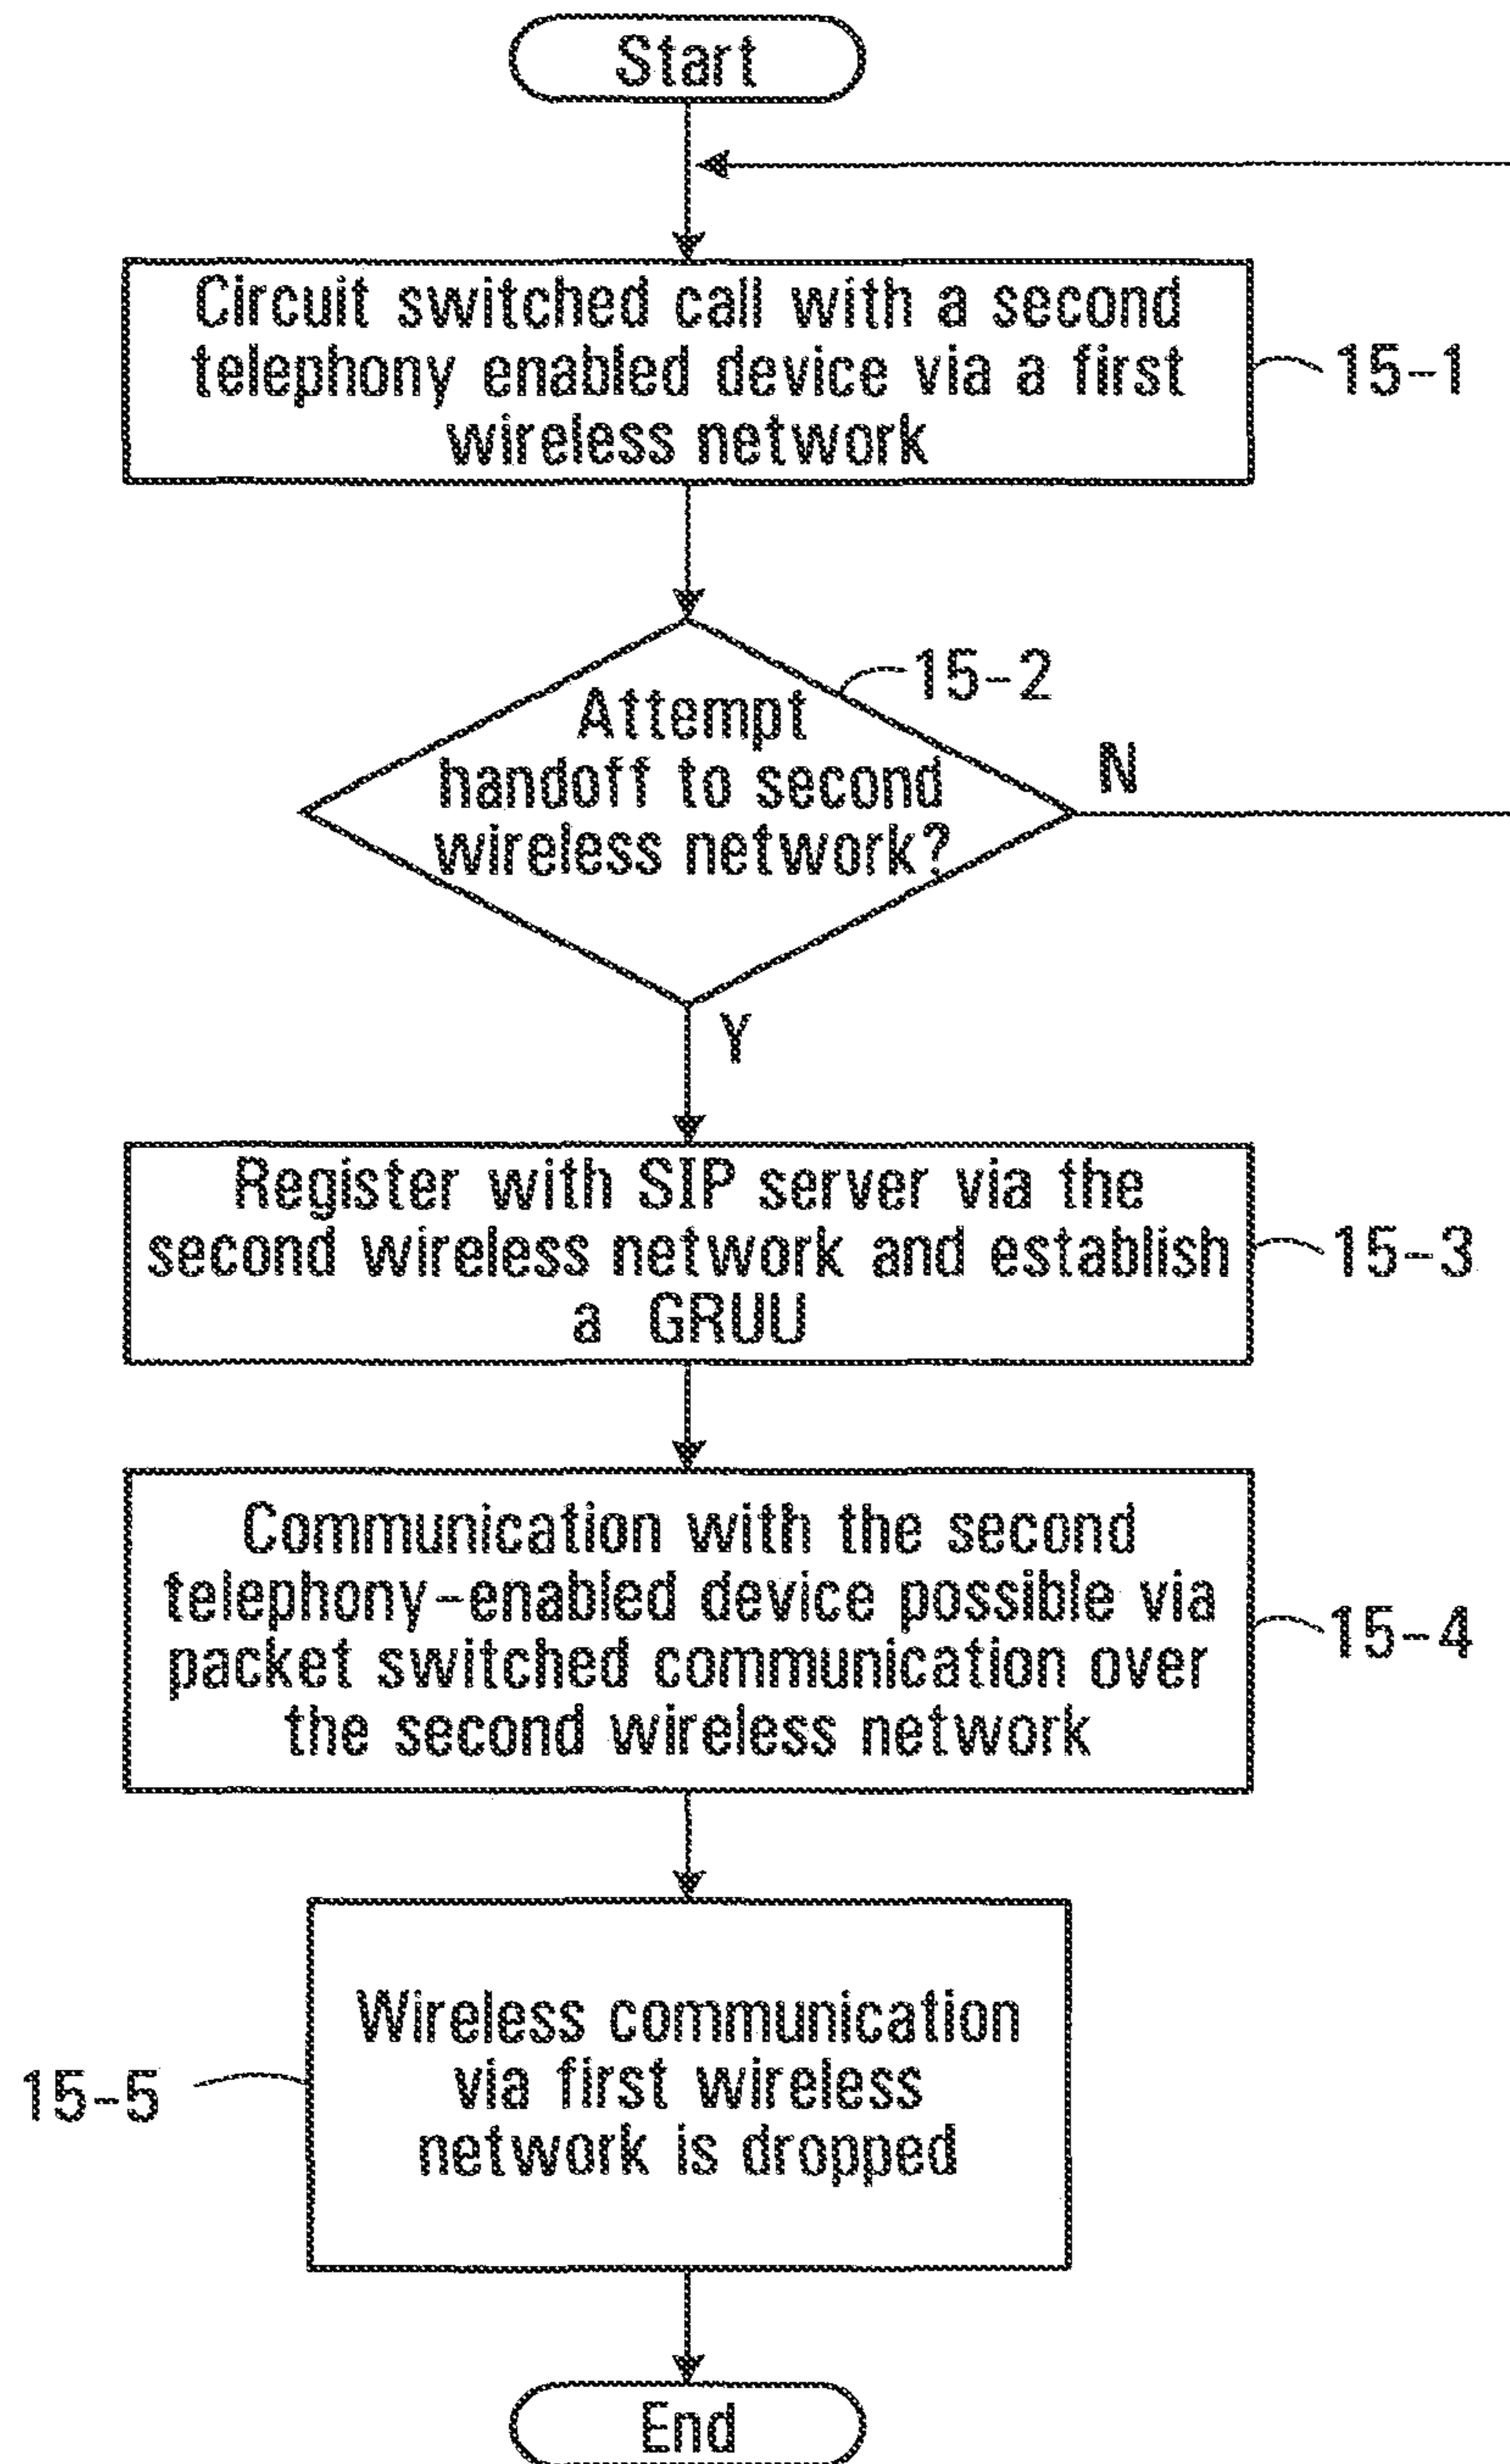 Start
Circuit switched call with a second
telephony enabled device via a first
wireless network
15-1
15-2
Attempt
handoff to second
wireless network?
N
Y
Register with SIP server via the
second wireless network and establish
a GRUU
15-3
Communication with the second
telephony-enabled device possible via
packet switched communication over
the second wireless network
15-4
Wireless communication
via first wireless
network is dropped
15-5
End